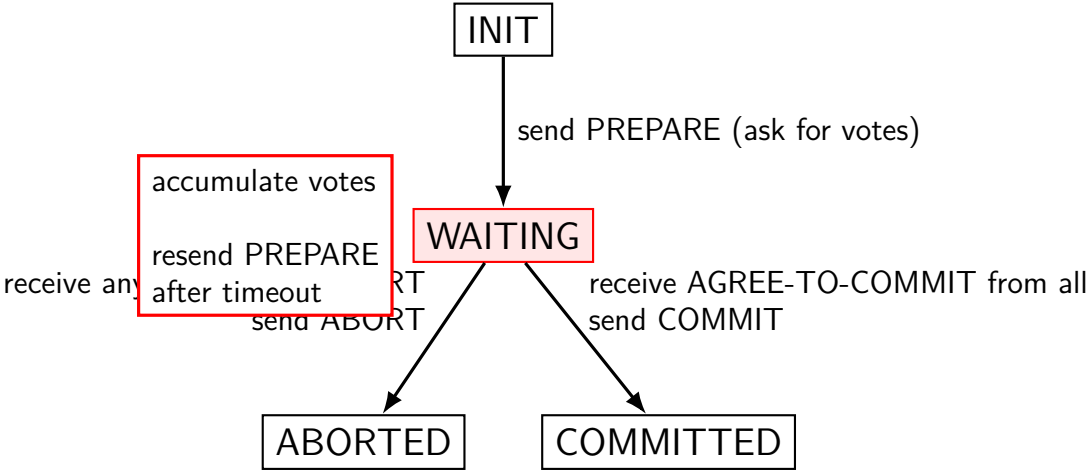 INIT
send PREPARE (ask for votes)
accumulate votes
resend PREPARE
after timeout
WAITING
receive any
send ABORT
receive AGREE-TO-COMMIT from all
send COMMIT
ABORTED
COMMITTED